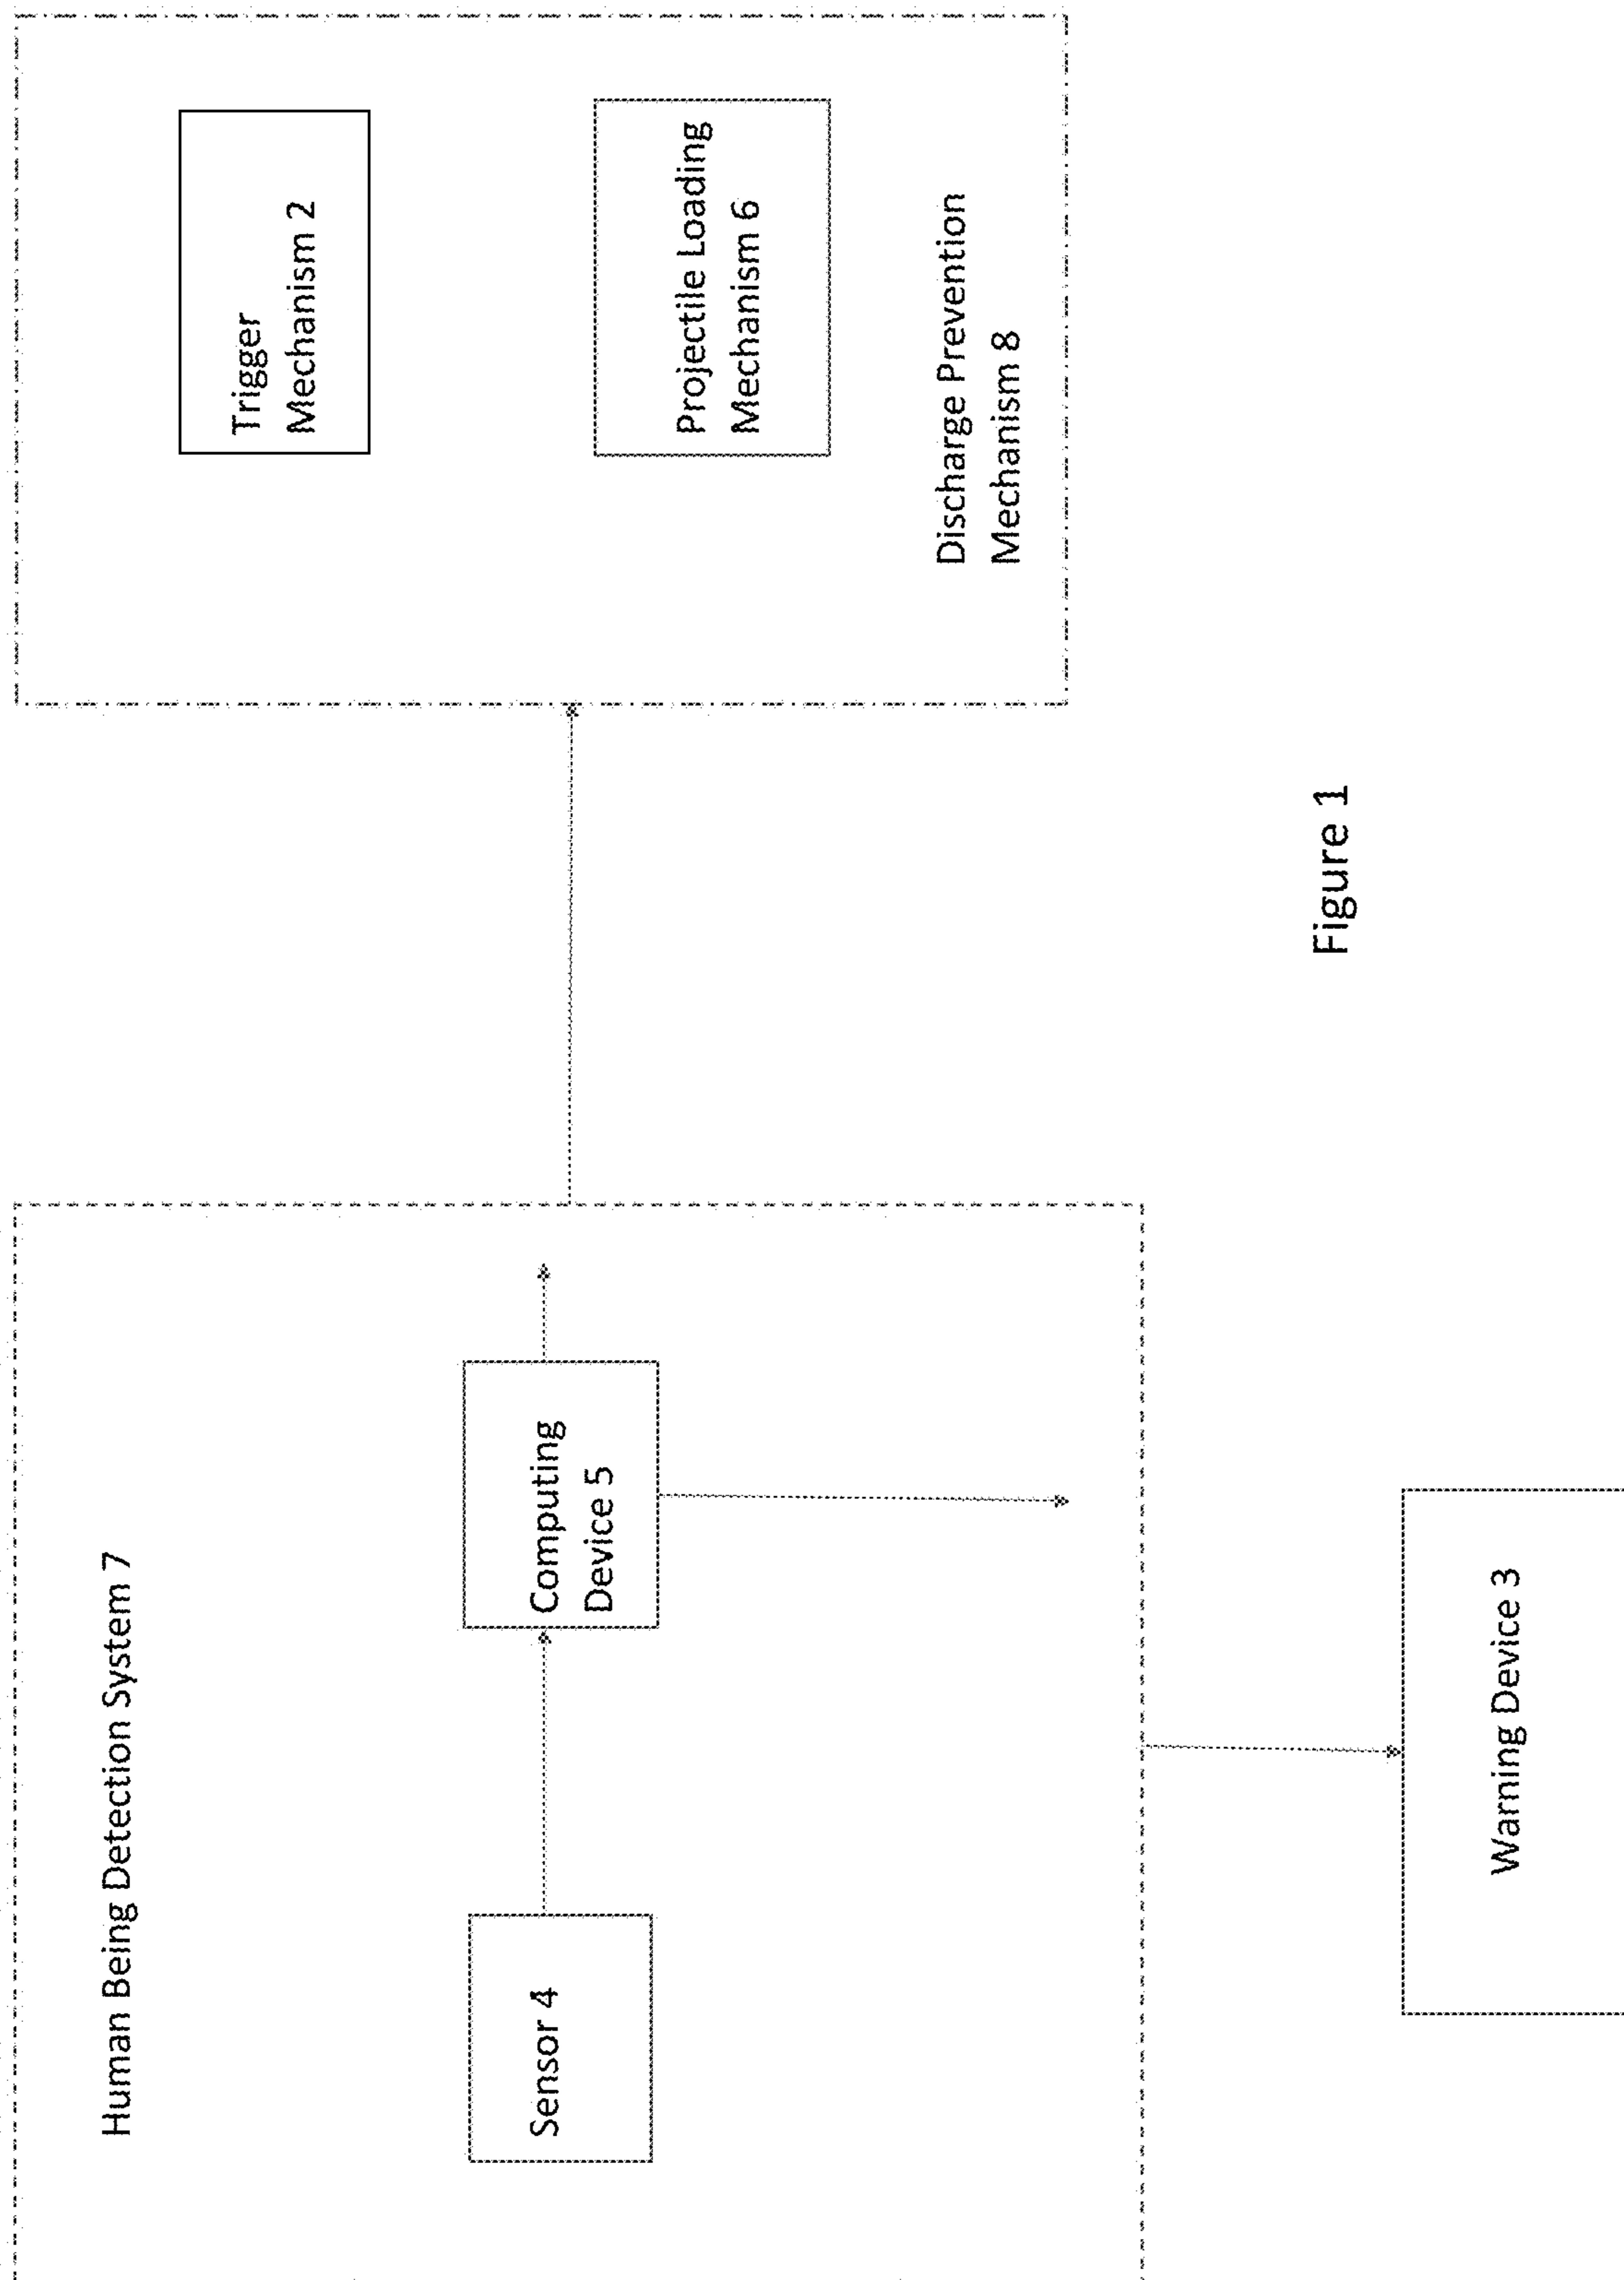 Human Being Detection System 7
Sensor 4
Computing
Device 5
Trigger
Mechanism 2
Projectile Loading
Mechanism 6
Discharge Prevention
Mechanism 8
Warning Device 3
Figure 1